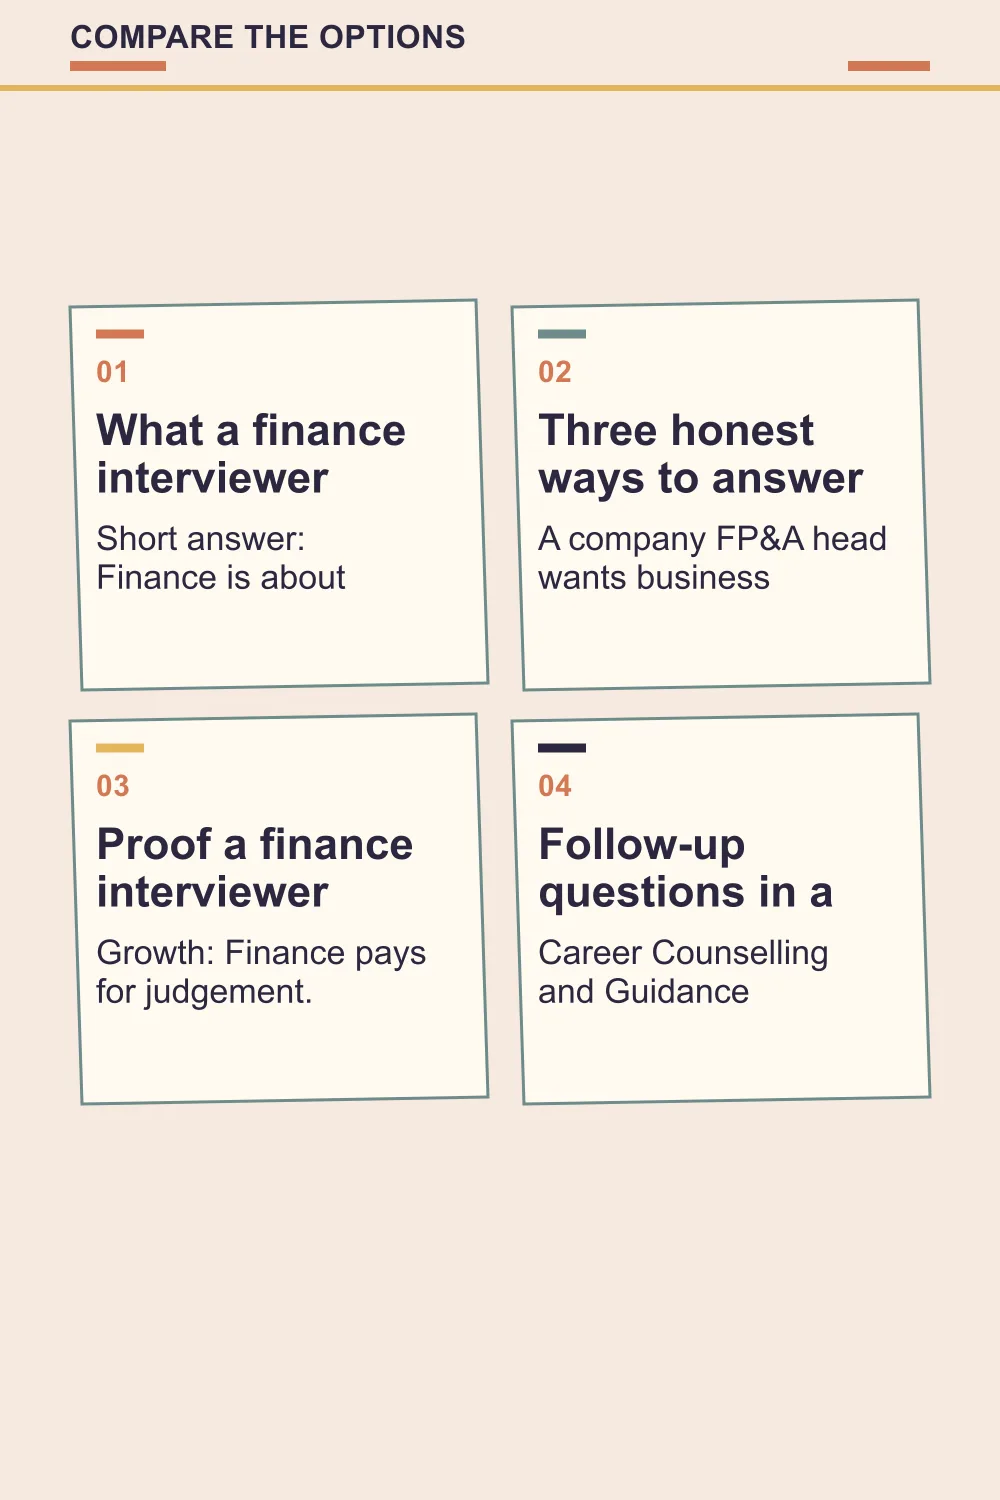 COMPARE THE OPTIONS
01
What a finance
interviewer
Short answer:
Finance is about
02
Three honest
ways to answer
A company FP&A head
wants business
03
Proof a finance
interviewer
Growth: Finance pays
for judgement.
04
Follow-up
questions in a
Career Counselling
and Guidance